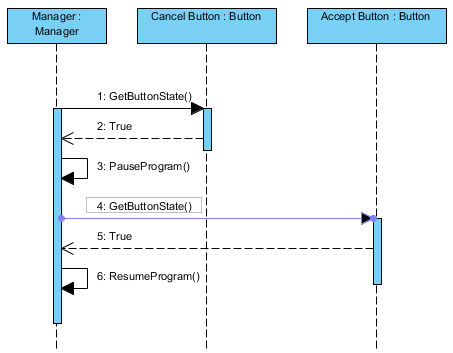 Manager :
Manager
Cancel Button : Button
Accept Button : Button
1: GetButtonState()
2: True
3: PauseProgram()
4: GetButtonState()
5: True
6: ResumeProgram()